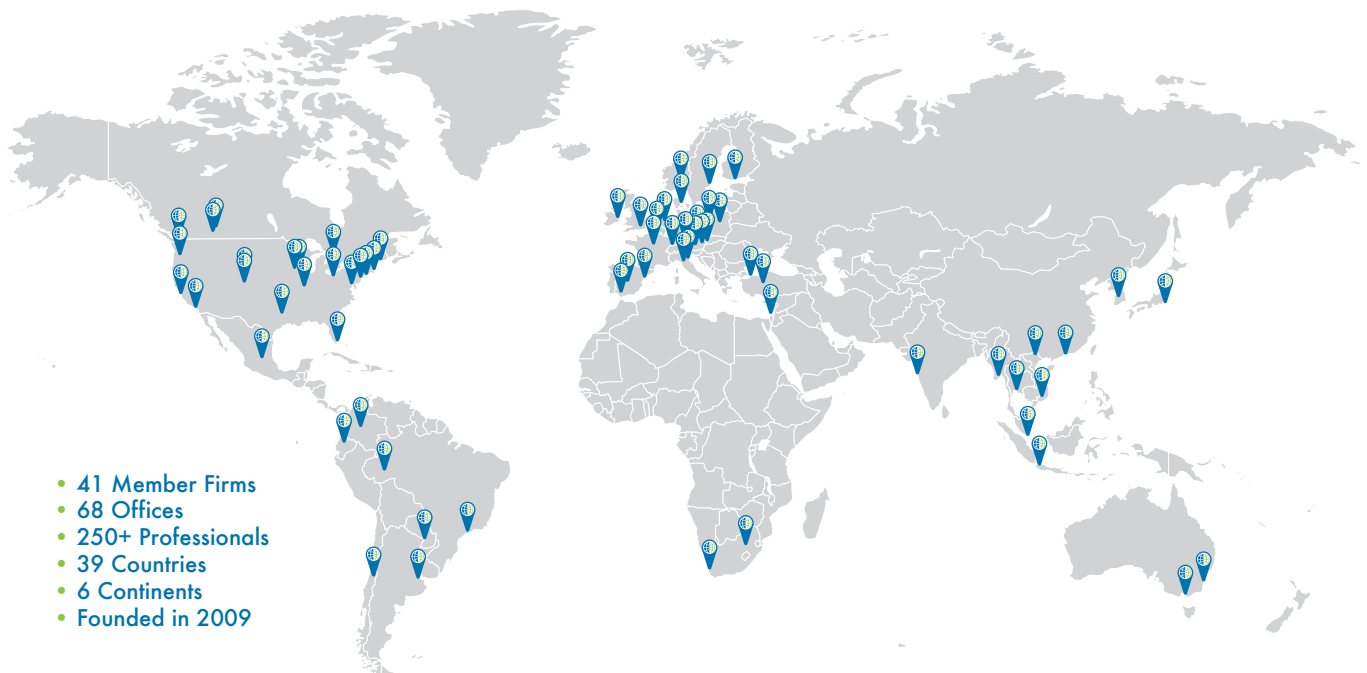 • 41 Member Firms
• 68 Offices
• 250+ Professionals
• 39 Countries
• 6 Continents
• Founded in 2009